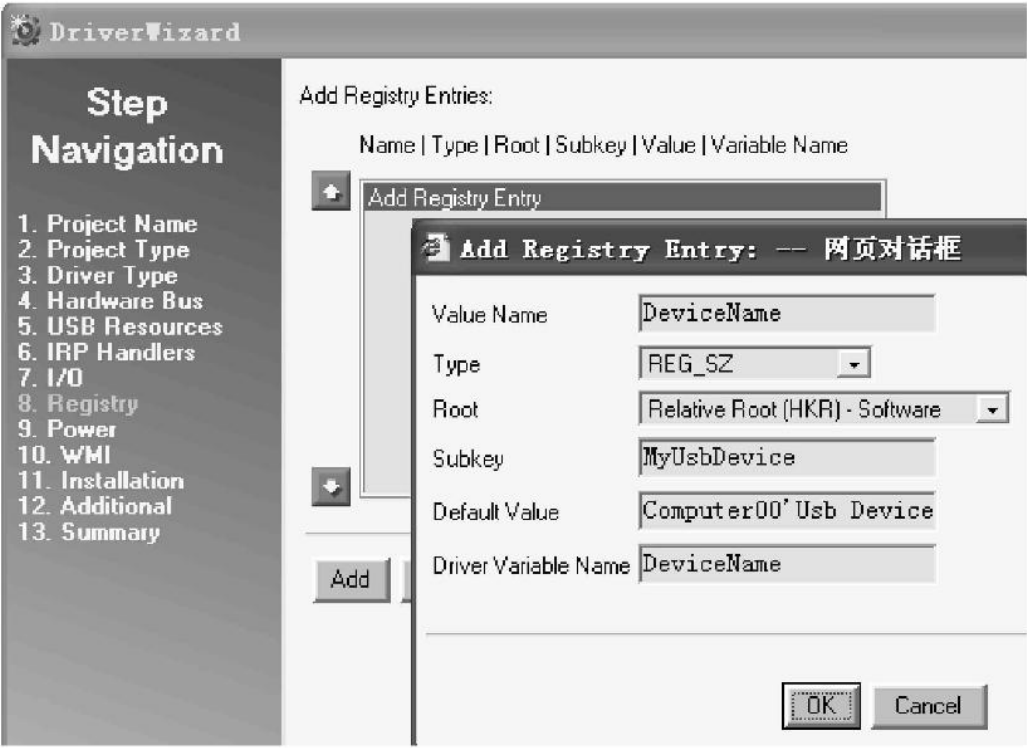 DriverWizard
Step
Navigation
1. Project Name
2. Project Type
3. Driver Type
4. Hardware Bus
5. USB Resources
6. IRP Handlers
7. I/O
8. Registry
9. Power
10. WMI
11. Installation
12. Additional
13. Summary
Add Registry Entries:
Name | Type | Root | Subkey | Value | Variable Name
Add Registry Entry
Add
Add Registry Entry: -- 网页对话框
Value Name DeviceName
Type REG_SZ
Root Relative Root (HKR) - Software
Subkey MyUsbDevice
Default Value Computer00'Usb Device
Driver Variable Name DeviceName
OK Cancel